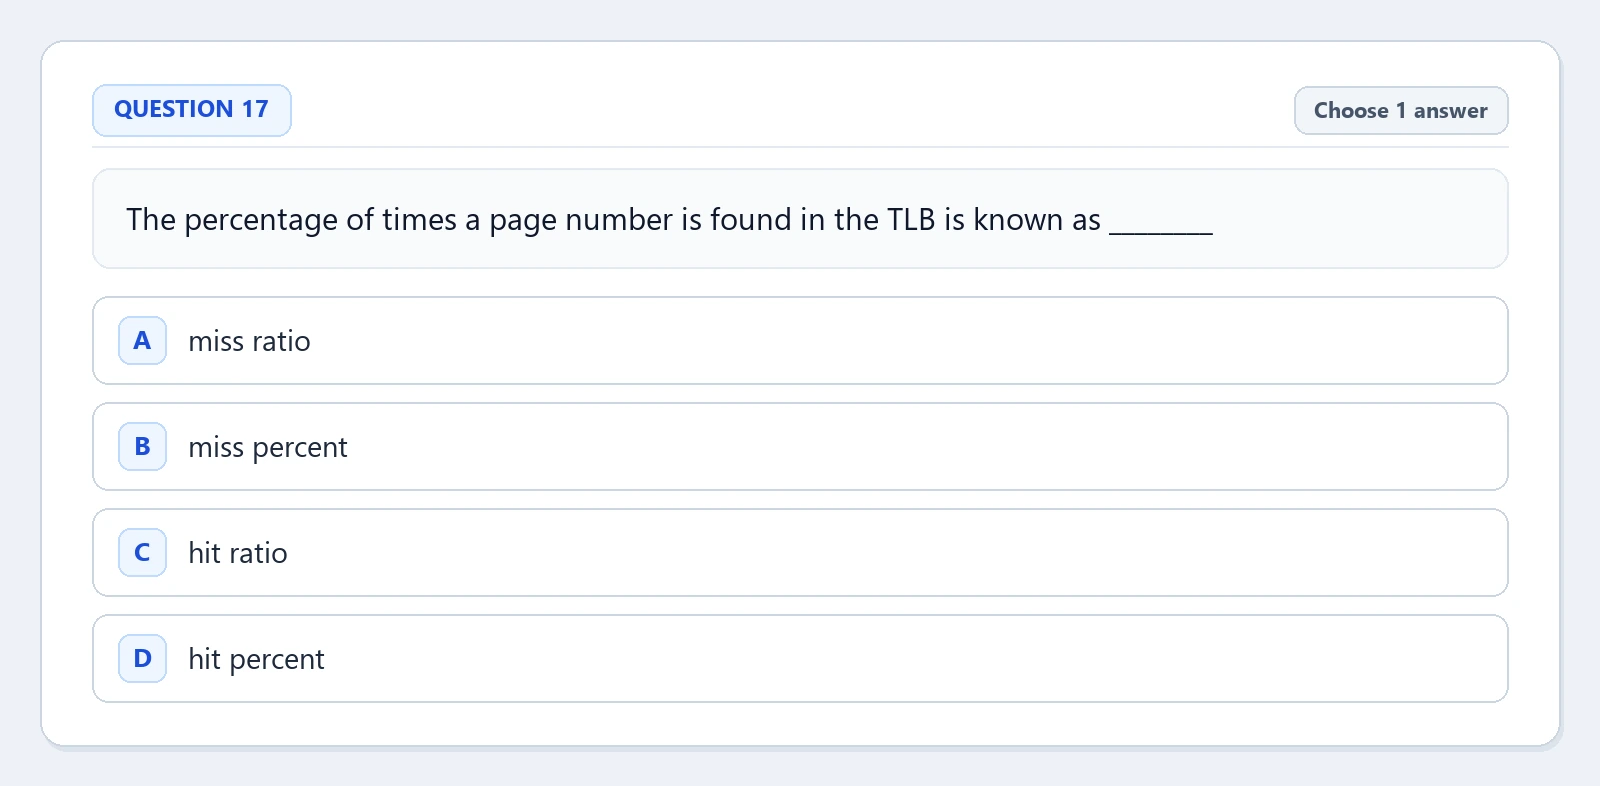 QUESTION 17
Choose 1 answer
The percentage of times a page number is found in the TLB is known as ________
A miss ratio
B miss percent
C hit ratio
D hit percent